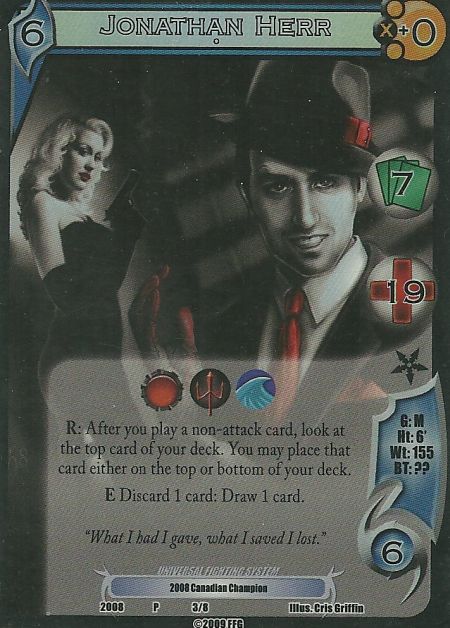 6
JONATHAN HERR
X +0
7
19
G: M
Ht: 6'
Wt: 155
BT: ??
6
R: After you play a non-attack card, look at
the top card of your deck. You may place that
card either on the top or bottom of your deck.
E Discard 1 card: Draw 1 card.
"What I had I gave, what I saved I lost."
UNIVERSAL FIGHTING SYSTEM
2008 Canadian Champion
2008 P 3/8 Illus. Cris Griffin
©2009 FFG